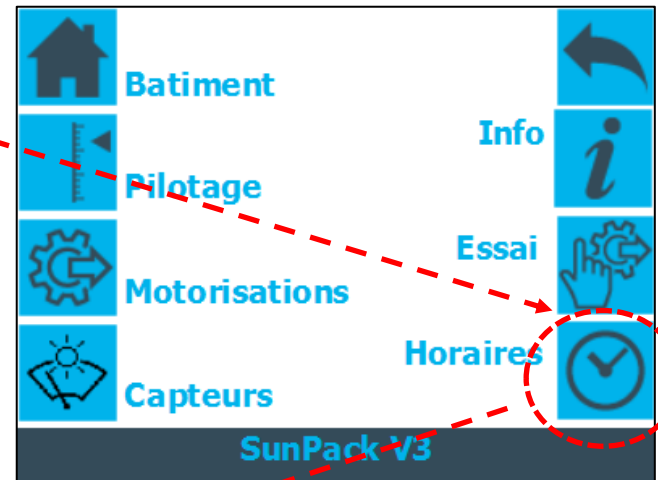 Batiment
Info
Pilotage
Essai
Motorisations
Horaires
Capteurs
SunPack V3